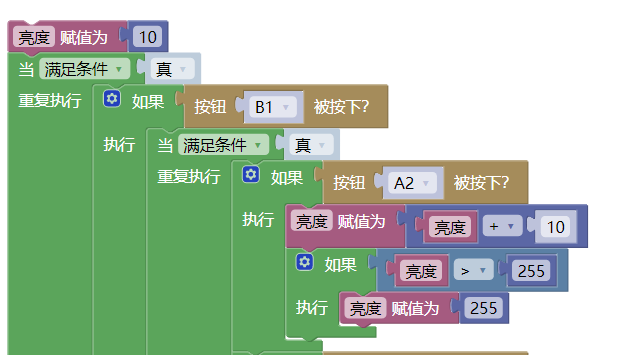 亮度 赋值为 10
当 满足条件 真
重复执行 如果 按钮 B1 被按下?
执行 当 满足条件 真
重复执行 如果 按钮 A2 被按下?
执行 亮度 赋值为 亮度 + 10
如果 亮度 > 255
执行 亮度 赋值为 255